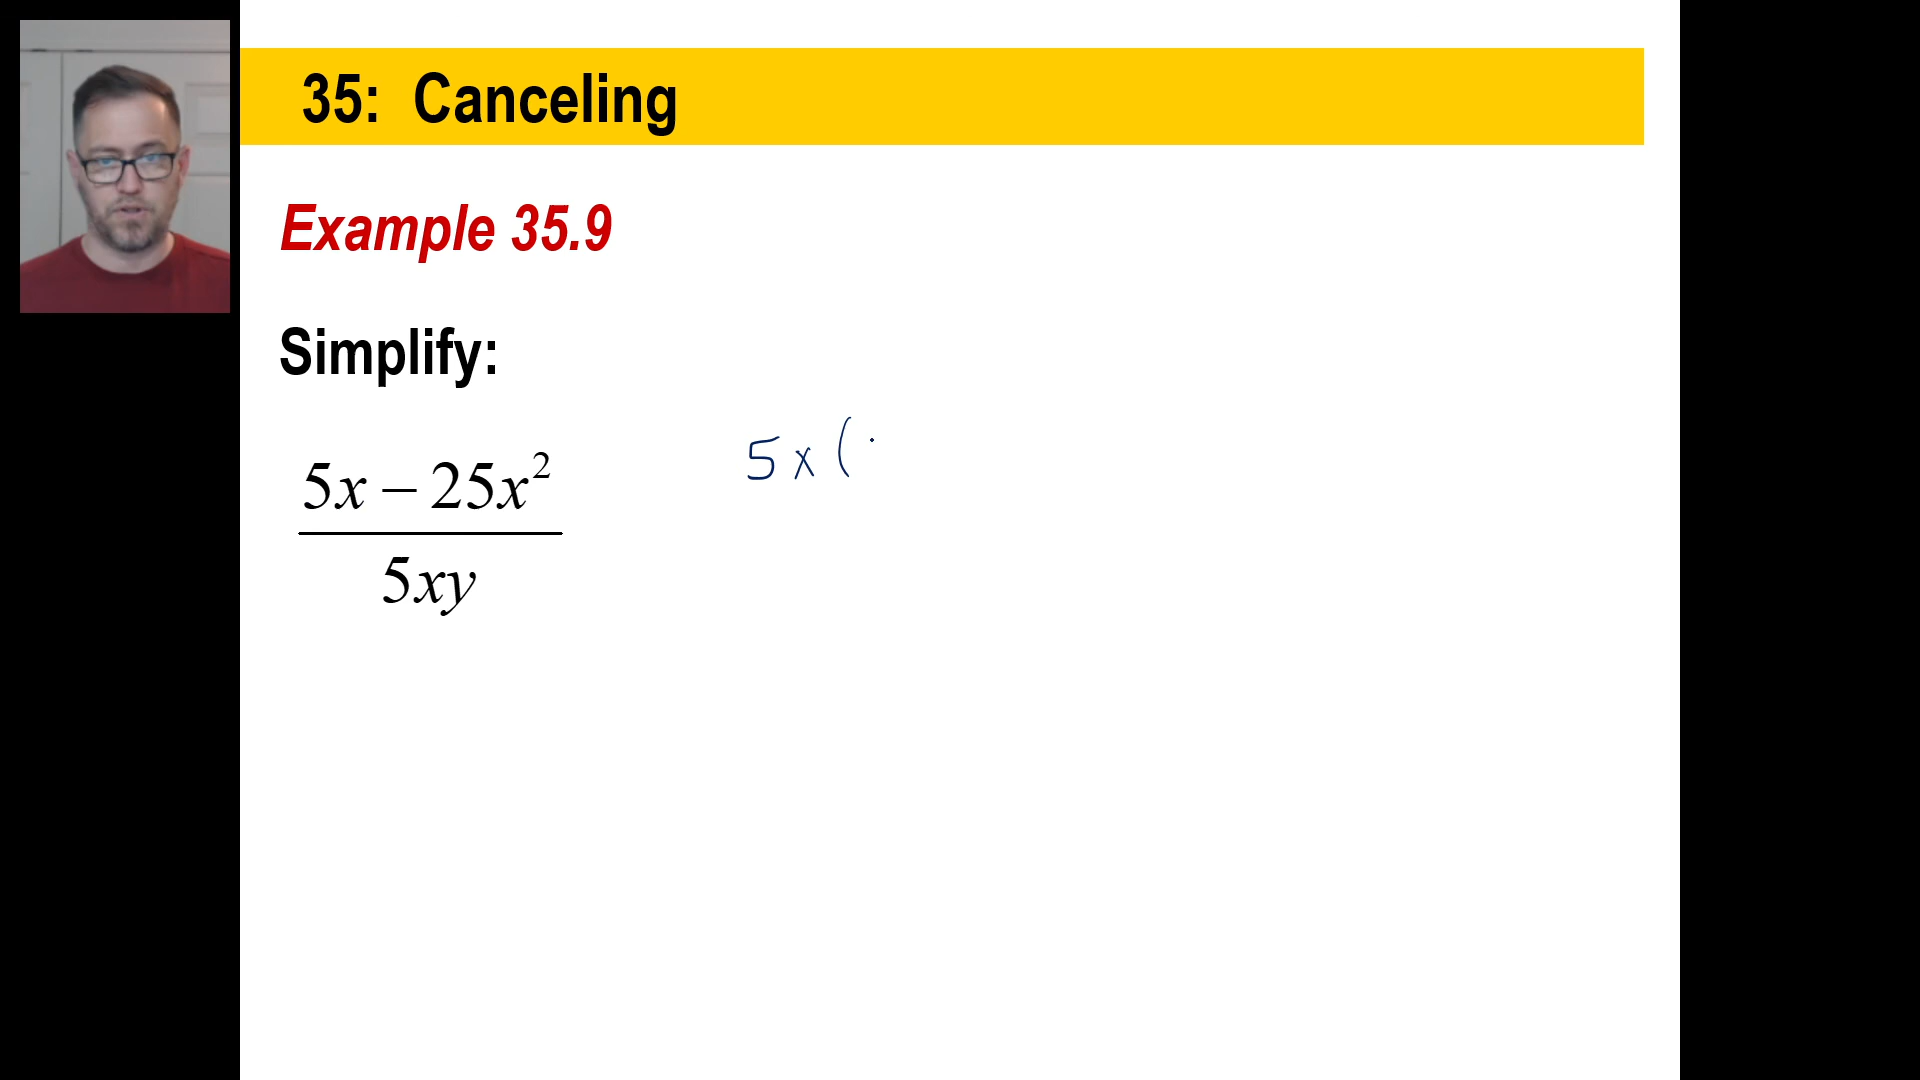 35: Canceling
Example 35.9
Simplify:
5x – 25x²
5xy
5x(